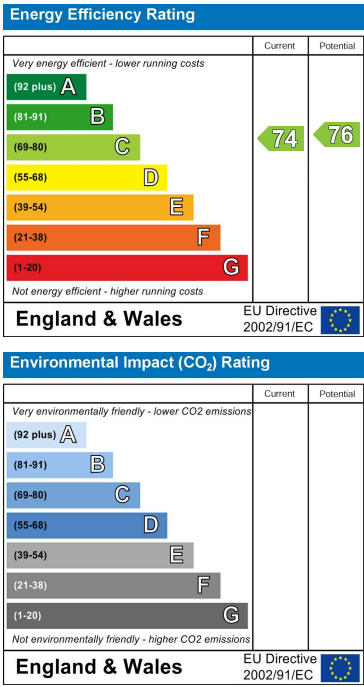 Energy Efficiency Rating
Current Potential
Very energy efficient - lower running costs
(92 plus) A
(81-91) B
(69-80) C 74 76
(55-68) D
(39-54) E
(21-38) F
(1-20) G
Not energy efficient - higher running costs
England & Wales EU Directive
2002/91/EC
Environmental Impact (CO₂) Rating
Current Potential
Very environmentally friendly - lower CO2 emissions
(92 plus) A
(81-91) B
(69-80) C
(55-68) D
(39-54) E
(21-38) F
(1-20) G
Not environmentally friendly - higher CO2 emissions
England & Wales EU Directive
2002/91/EC